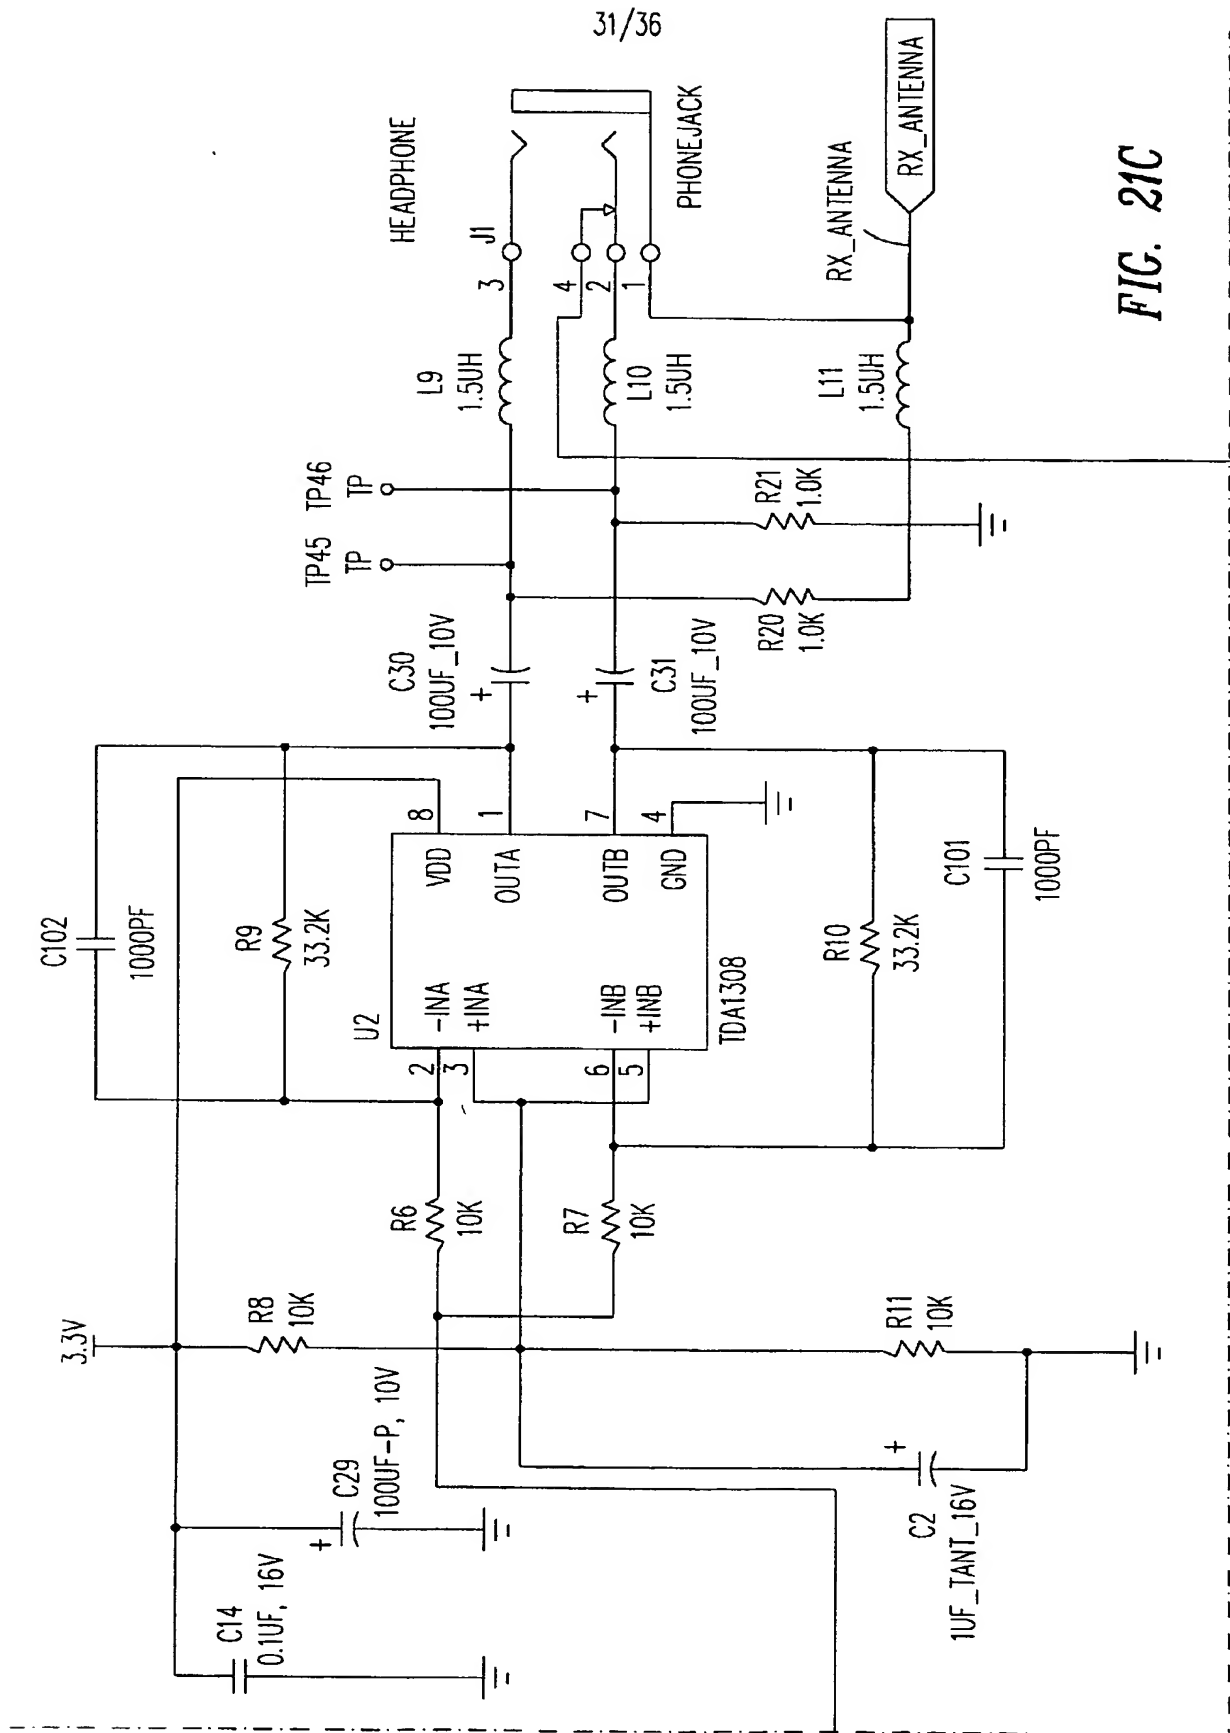 31/36
HEADPHONE
PHONEJACK
J1
3
4
2
1
RX_ANTENNA
RX_ANTENNA
L9
1.5UH
L10
1.5UH
L11
1.5UH
TP45
TP
TP46
TP
R21
1.0K
R20
1.0K
C30
100UF_10V
+
C31
100UF_10V
+
C102
1000PF
R9
33.2K
8
1
7
4
VDD
OUTA
OUTB
GND
U2
-INA
+INA
-INB
+INB
TDA1308
2
3
6
5
R10
33.2K
C101
1000PF
R6
10K
R7
10K
3.3V
R8
10K
R11
10K
C29
100UF-P, 10V
+
C14
0.1UF, 16V
C2
1UF_TANT_16V
+
FIG. 21C